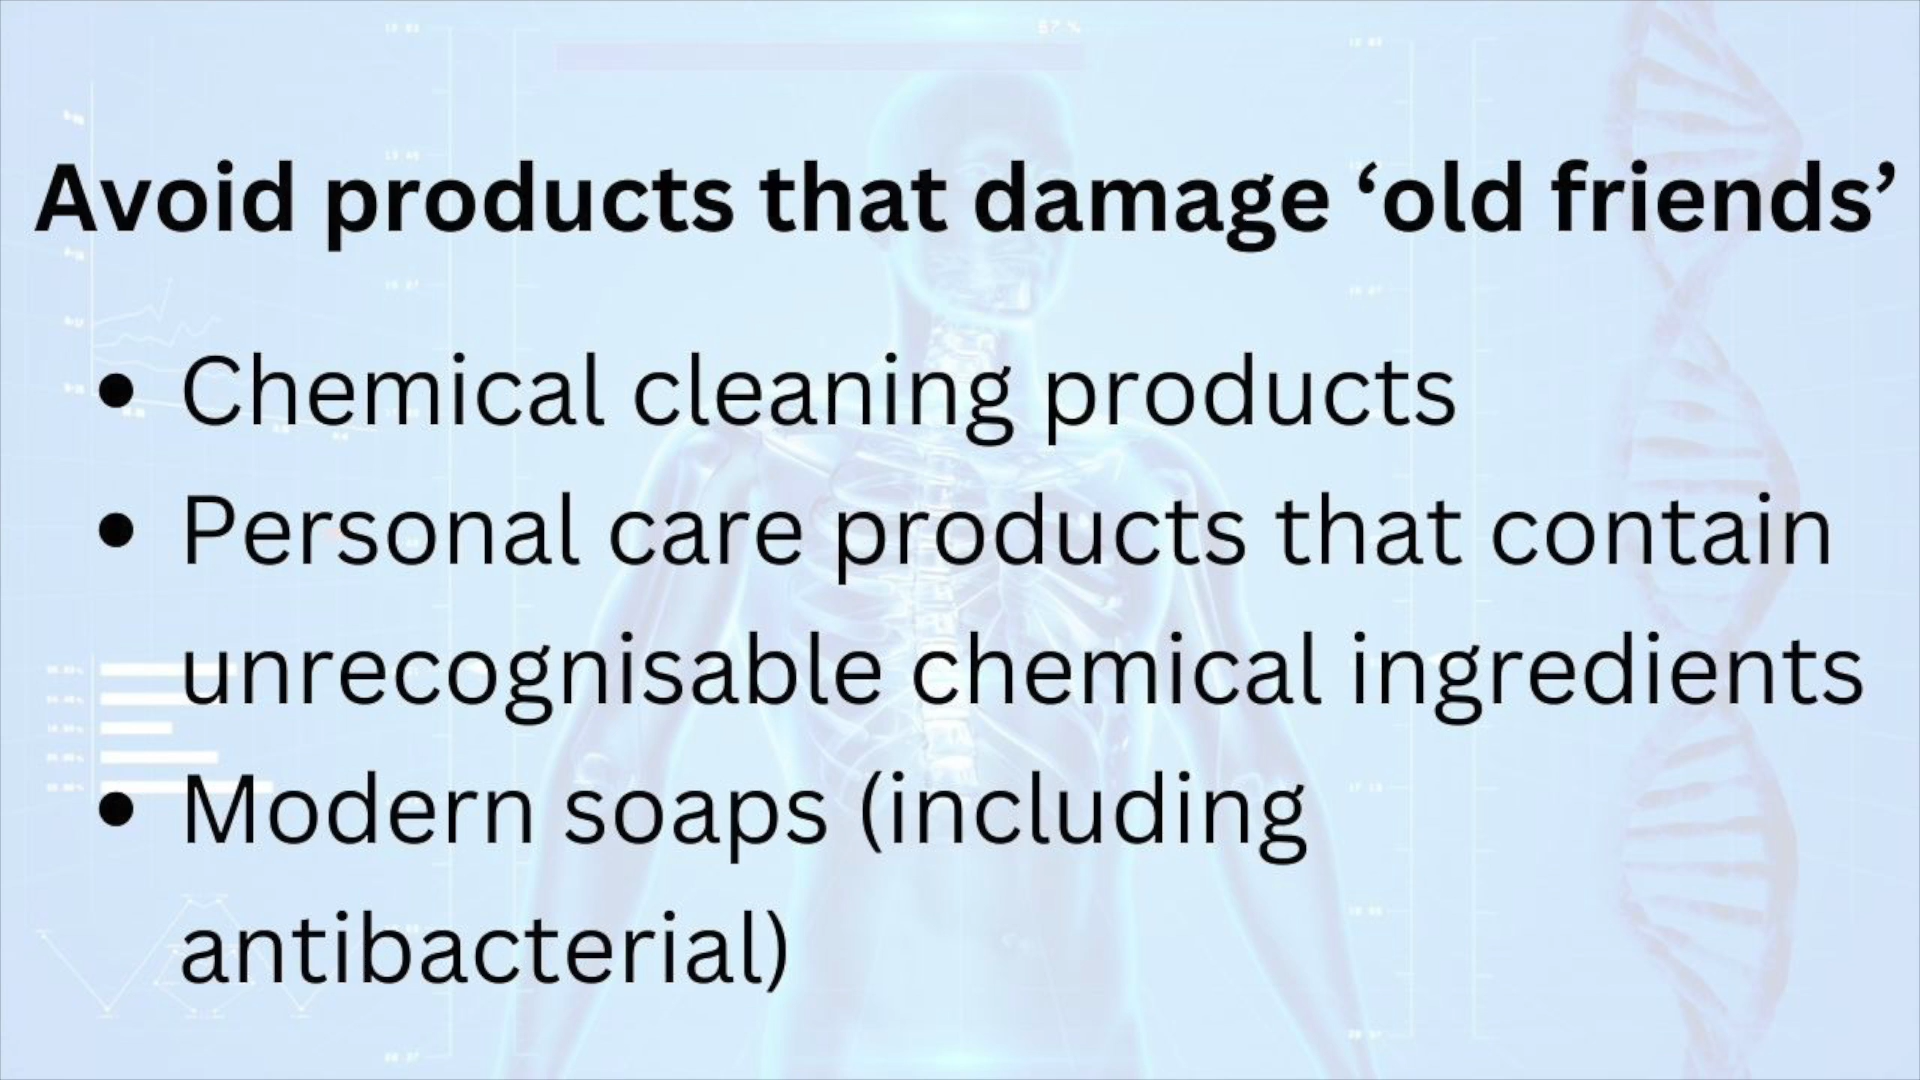 Avoid products that damage ‘old friends’
• Chemical cleaning products
• Personal care products that contain
unrecognisable chemical ingredients
• Modern soaps (including
antibacterial)